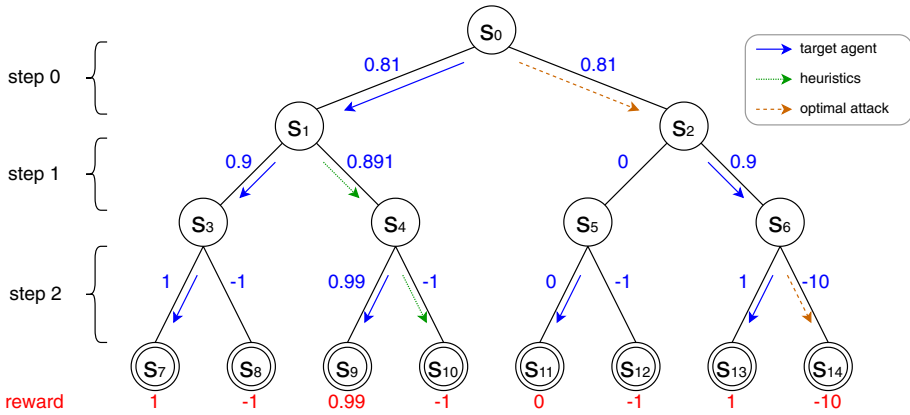 S0
target agent
heuristics
optimal attack
step 0
0.81
0.81
S1
S2
step 1
0.9
0.891
0
0.9
S3
S4
S5
S6
step 2
1
-1
0.99
-1
0
-1
1
-10
S7
S8
S9
S10
S11
S12
S13
S14
reward 1 -1 0.99 -1 0 -1 1 -10